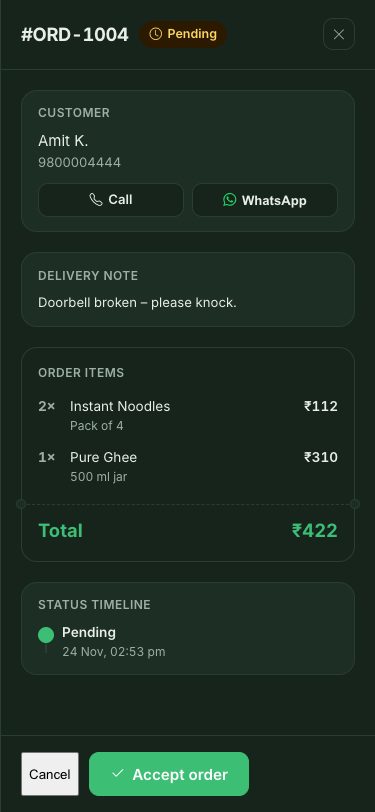 #ORD-1004 Pending
CUSTOMER
Amit K.
9800004444
Call WhatsApp
DELIVERY NOTE
Doorbell broken – please knock.
ORDER ITEMS
2× Instant Noodles ₹112
Pack of 4
1× Pure Ghee ₹310
500 ml jar
Total ₹422
STATUS TIMELINE
Pending
24 Nov, 02:53 pm
Cancel Accept order